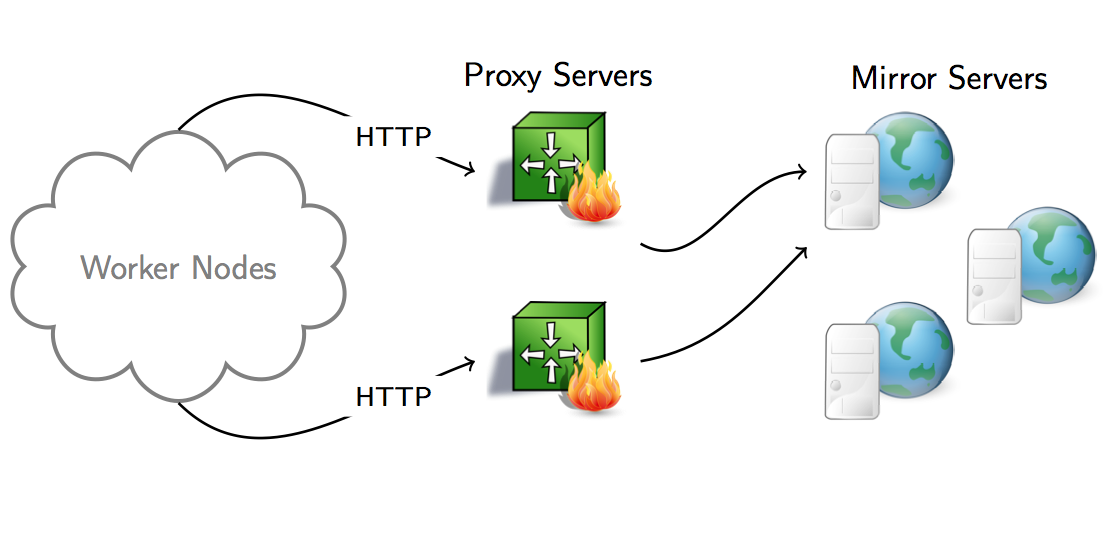 Proxy Servers
Mirror Servers
HTTP
Worker Nodes
HTTP